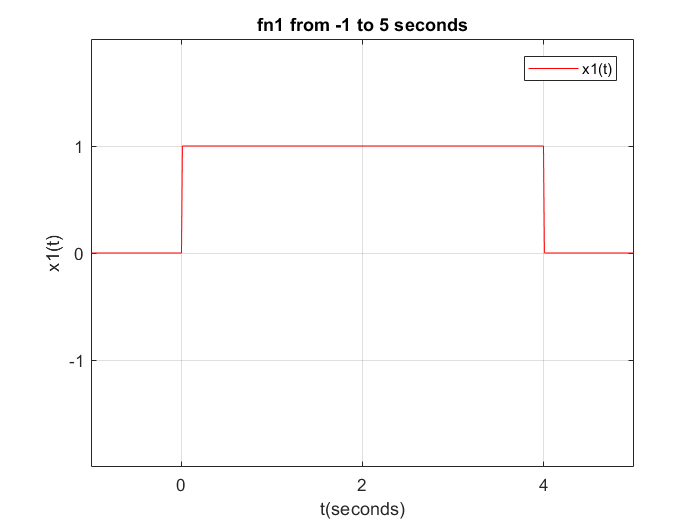 fn1 from -1 to 5 seconds
x1(t)
1
0
-1
x1(t)
0 2 4
t(seconds)